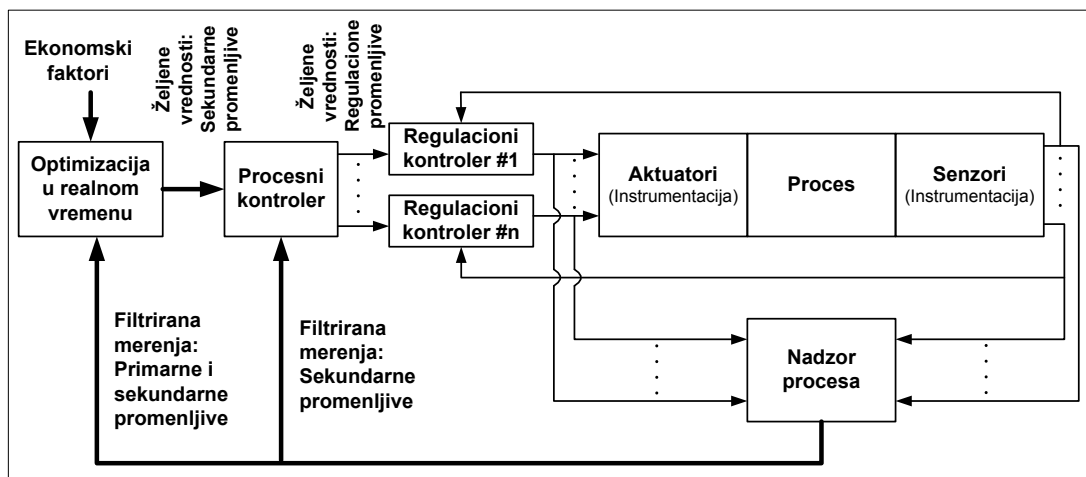 Ekonomski
faktori
Željene
vrednosti:
Sekundarne
promenljive
Željene
vrednosti:
Regulacione
promenljive
Optimizacija
u realnom
vremenu
Procesni
kontroler
Regulacioni
kontroler #1
Regulacioni
kontroler #n
Aktuatori
(Instrumentacija)
Proces
Senzori
(Instrumentacija)
Filtrirana
merenja:
Primarne i
sekundarne
promenljive
Filtrirana
merenja:
Sekundarne
promenljive
Nadzor
procesa